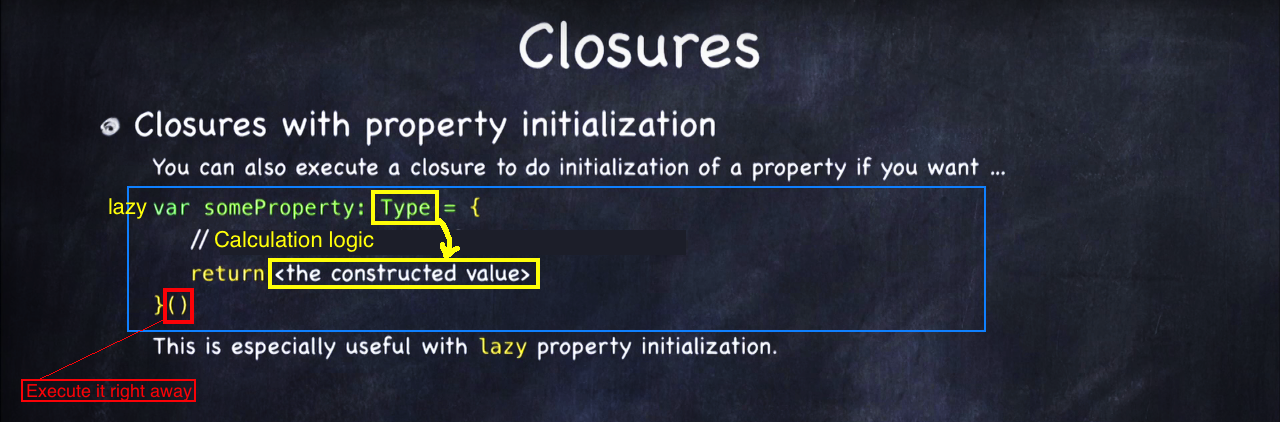 Closures
Closures with property initialization
You can also execute a closure to do initialization of a property if you want ...
lazy var someProperty: Type = {
// Calculation logic
return <the constructed value>
}()
This is especially useful with lazy property initialization.
Execute it right away